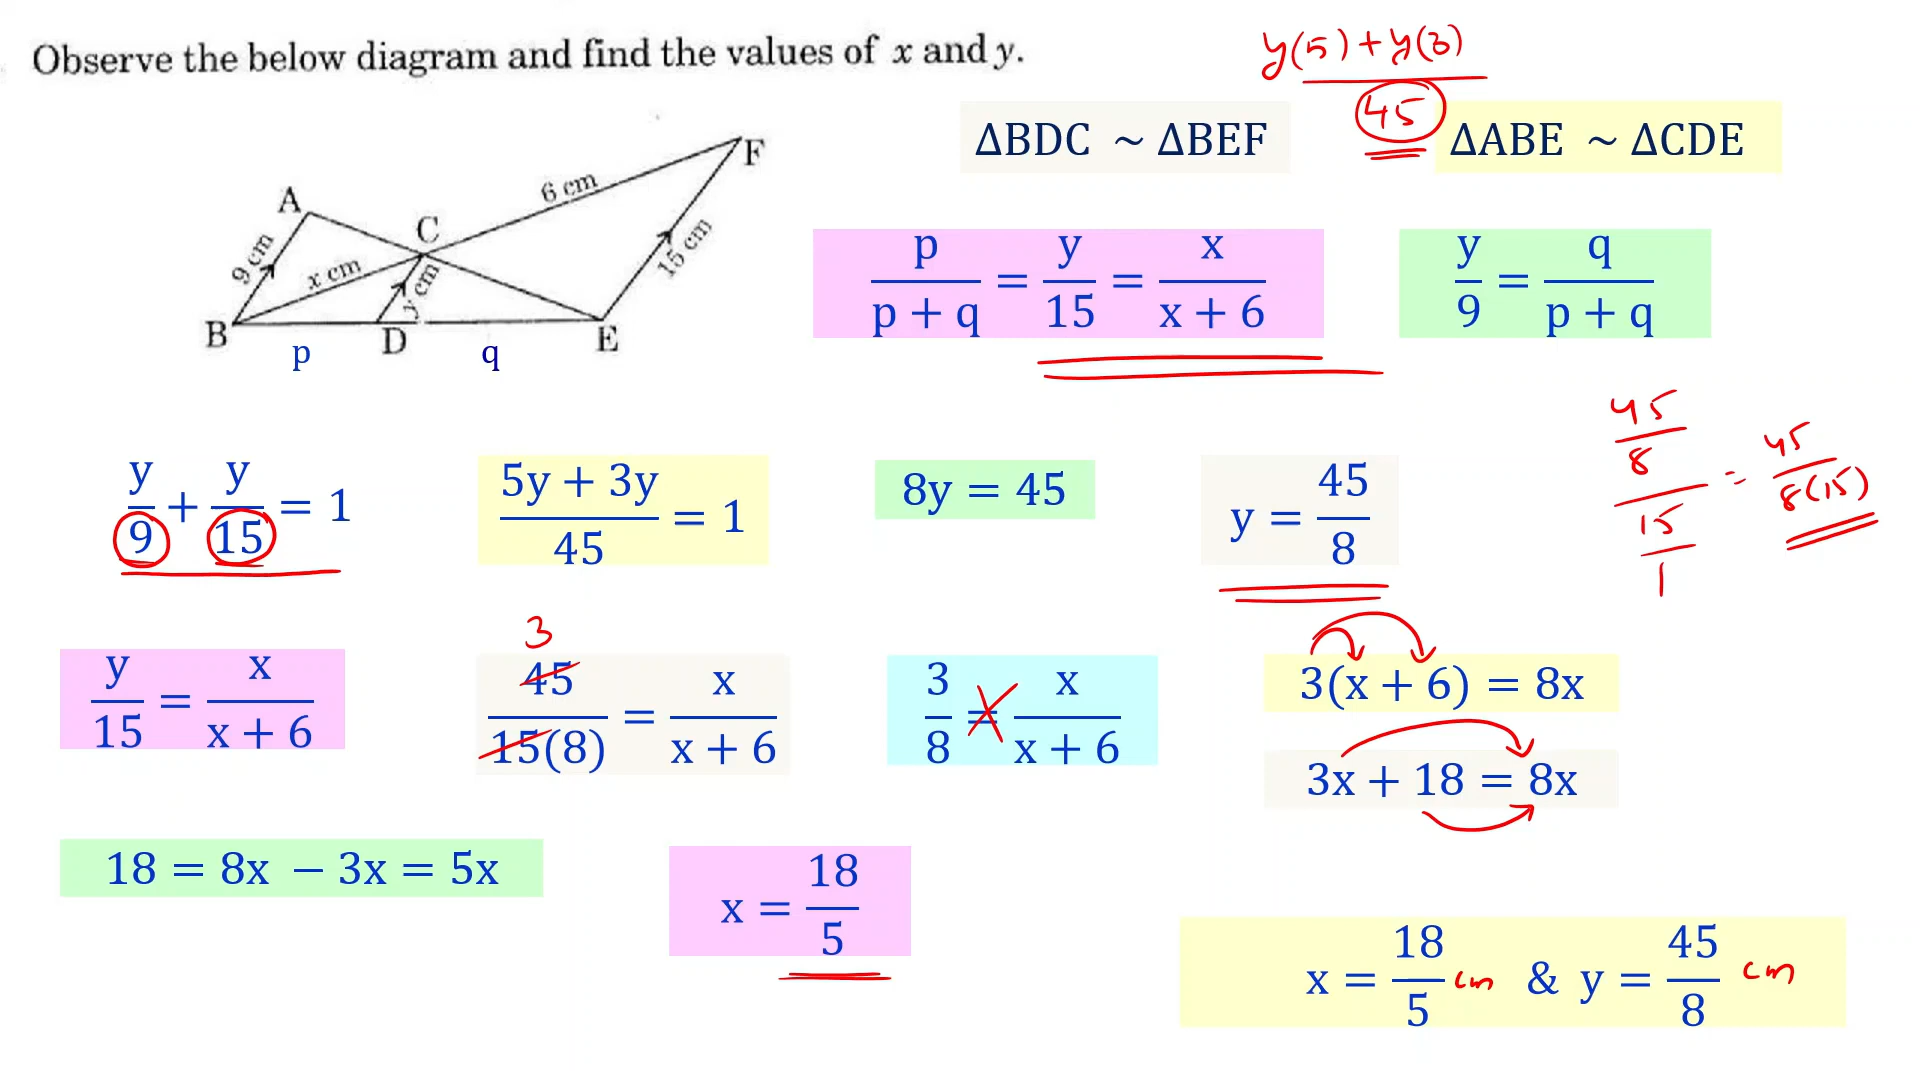 Observe the below diagram and find the values of x and y.
y(5) + y(3)
45
ΔBDC ~ ΔBEF
ΔABE ~ ΔCDE
A
B
C
D
E
F
9 cm
x cm
y cm
6 cm
15 cm
p
q
p/(p + q) = y/15 = x/(x + 6)
y/9 = q/(p + q)
y/9 + y/15 = 1
(5y + 3y)/45 = 1
8y = 45
y = 45/8
45/8
15/1
= 45/8(15)
y/15 = x/(x + 6)
3
45/15(8) = x/(x + 6)
3/8 = x/(x + 6)
3(x + 6) = 8x
3x + 18 = 8x
18 = 8x − 3x = 5x
x = 18/5
x = 18/5 cm & y = 45/8 cm